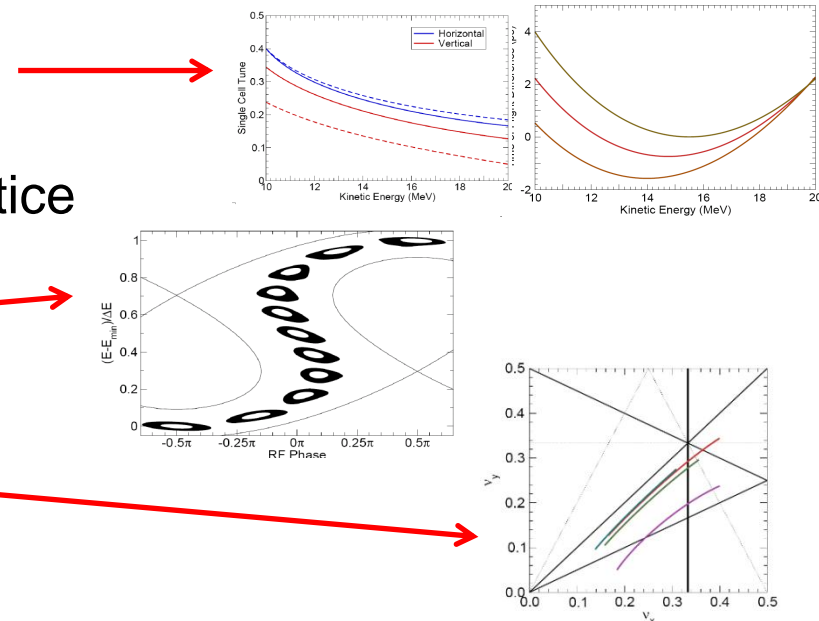 0.5
0.4
0.3
0.2
0.1
0
Single Cell Tune
Horizontal
Vertical
10 12 14 16 18
Kinetic Energy (MeV)
4
2
0
-2
10 12 14 16 18 20
Kinetic Energy (MeV)
tice
1
0.8
0.6
0.4
0.2
0
(E-Emin)/ΔE
-0.5π -0.25π 0π 0.25π 0.5π
RF Phase
0.5
0.4
0.3
0.2
0.1
0.0
νy
0.0 0.1 0.2 0.3 0.4 0.5